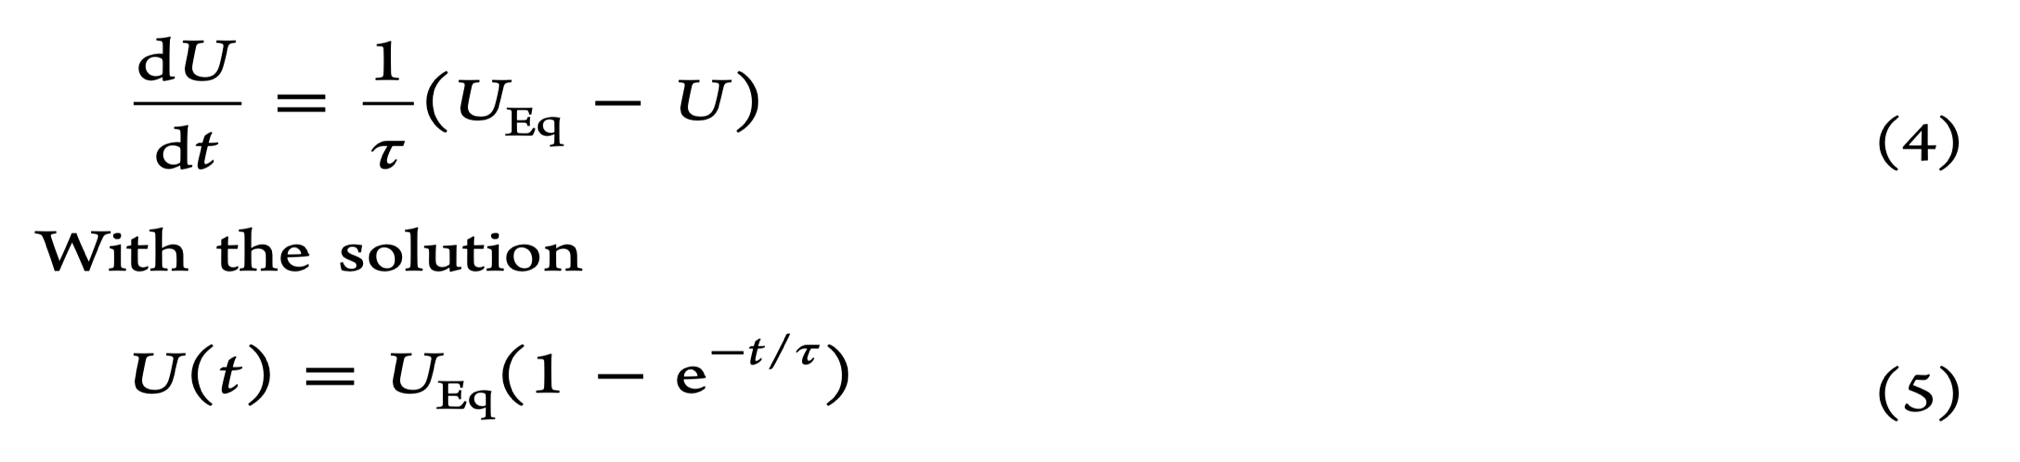 dU/dt = 1/τ (U_Eq − U) (4)
With the solution
U(t) = U_Eq(1 − e^{−t/τ}) (5)